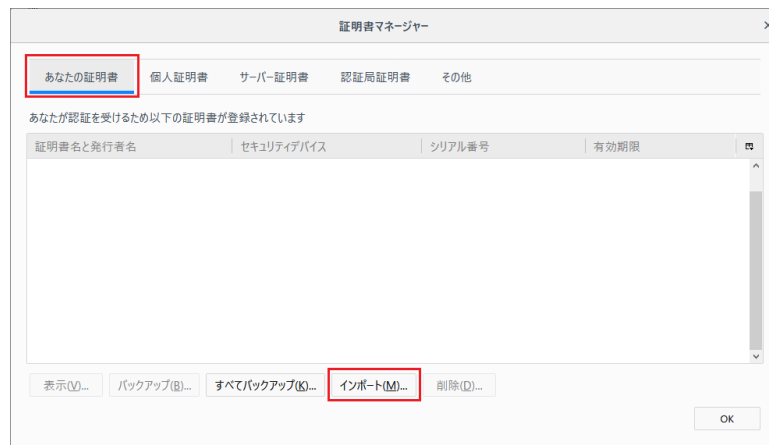 証明書マネージャー
あなたの証明書 個人証明書 サーバー証明書 認証局証明書 その他
あなたが認証を受けるため以下の証明書が登録されています
証明書名と発行者名 セキュリティデバイス シリアル番号 有効期限
表示(V)... バックアップ(B)... すべてバックアップ(K)... インポート(M)... 削除(D)...
OK